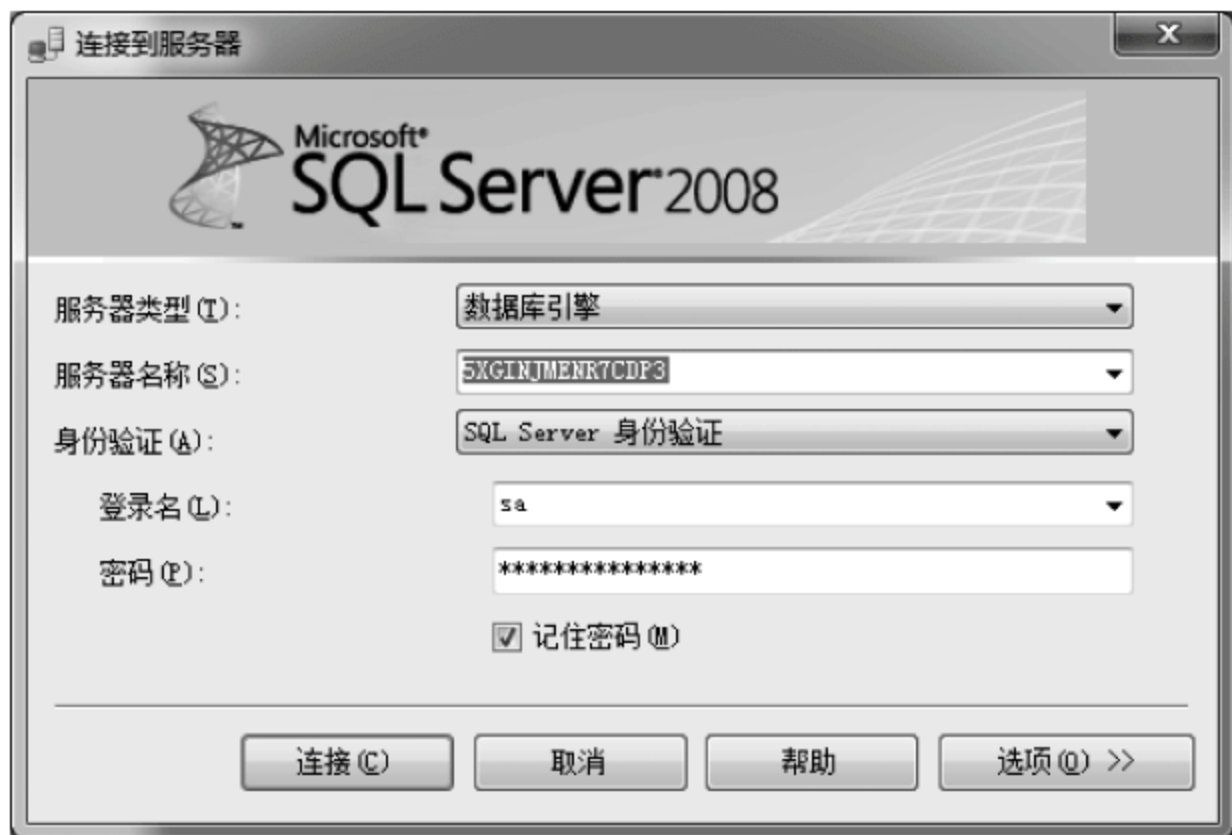 连接到服务器
Microsoft®
SQL Server 2008
服务器类型(T): 数据库引擎
服务器名称(S): 5XGINJMENR7CDP3
身份验证(A): SQL Server 身份验证
登录名(L): sa
密码(P): ***************
记住密码(M)
连接(C) 取消 帮助 选项(O) >>